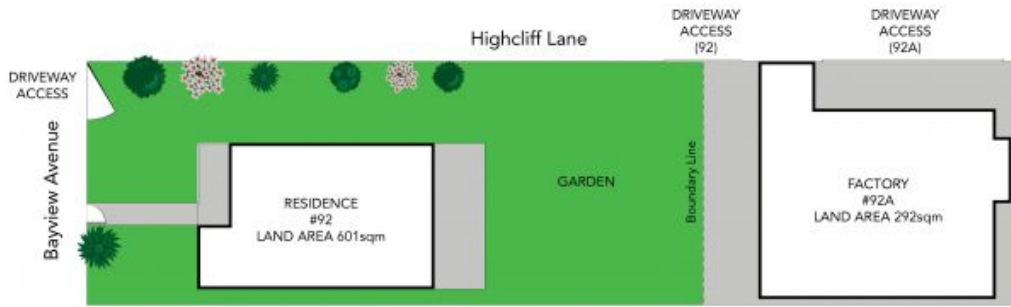 Highcliff Lane
DRIVEWAY
ACCESS
(92)
DRIVEWAY
ACCESS
(92A)
DRIVEWAY
ACCESS
Bayview Avenue
RESIDENCE
#92
LAND AREA 601sqm
GARDEN
Boundary Line
FACTORY
#92A
LAND AREA 292sqm